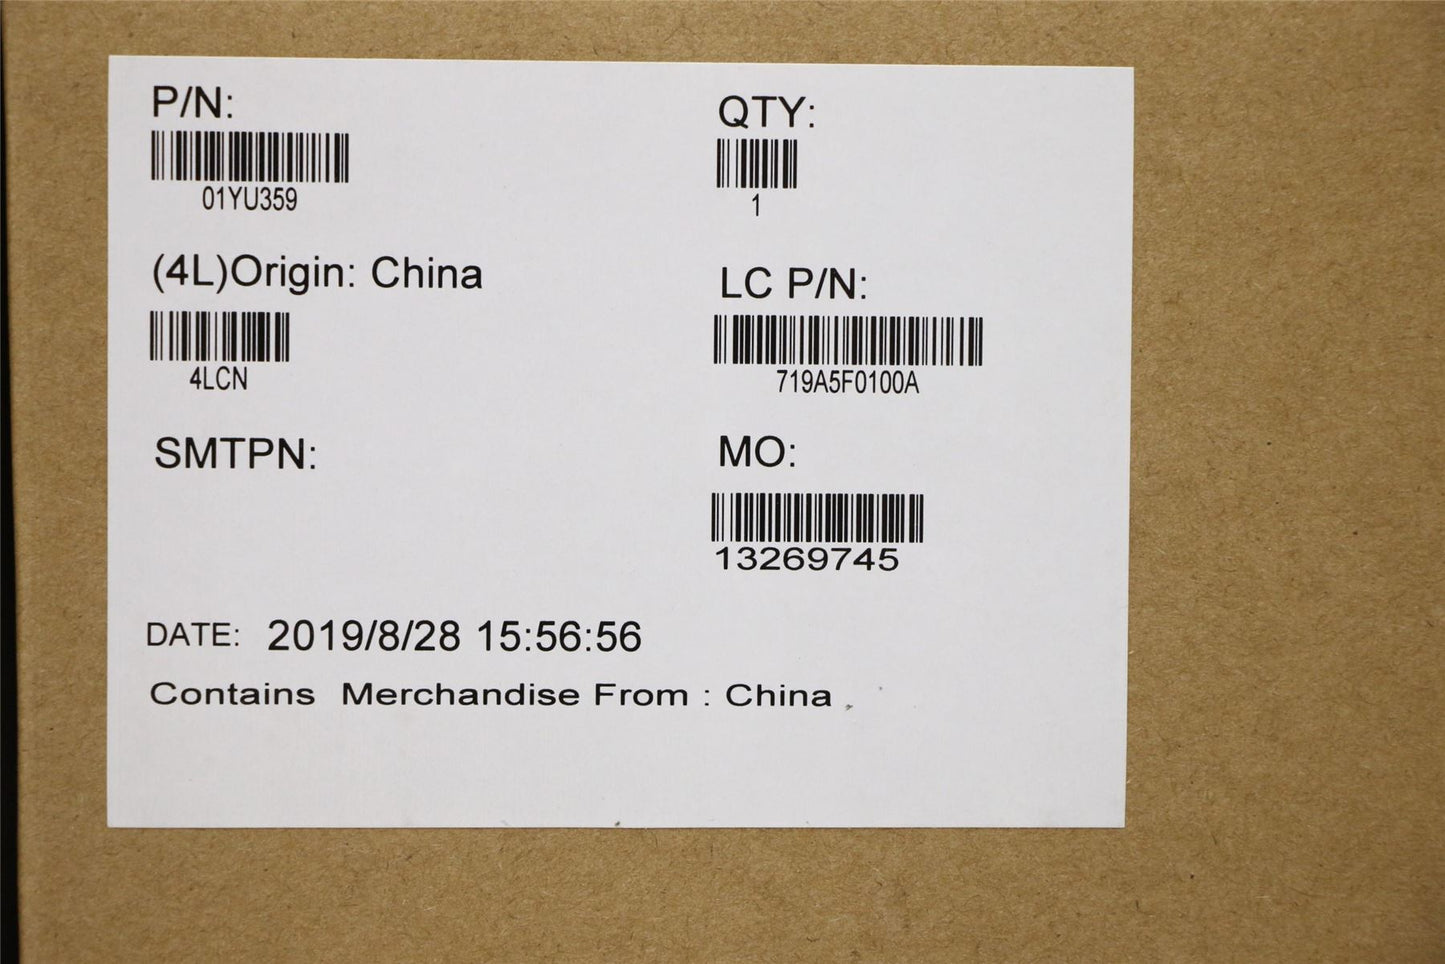 P/N:
01YU359
QTY:
1
(4L)Origin: China
4LCN
LC P/N:
719A5F0100A
SMTPN:
MO:
13269745
DATE: 2019/8/28 15:56:56
Contains Merchandise From : China